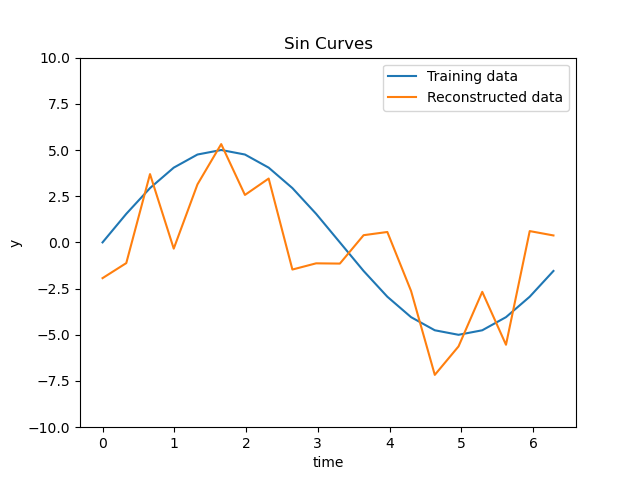 Sin Curves
Training data
Reconstructed data
10.0
7.5
5.0
2.5
0.0
−2.5
−5.0
−7.5
−10.0
y
0 1 2 3 4 5 6
time